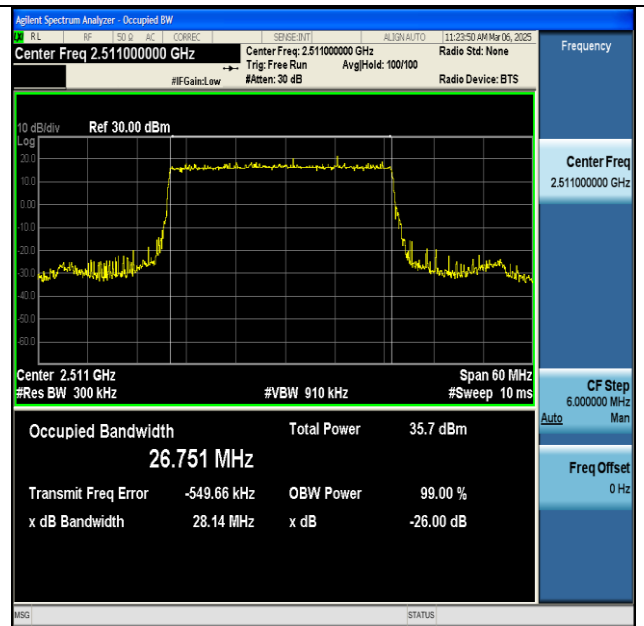 Agilent Spectrum Analyzer - Occupied BW
LXI RL RF 50 Ω AC CORREC SENSE:INT ALIGNAUTO 11:23:50 AM Mar 06, 2025
Center Freq 2.511000000 GHz
Center Freq: 2.511000000 GHz
Radio Std: None
Trig: Free Run Avg|Hold: 100/100
#IFGain:Low #Atten: 30 dB Radio Device: BTS
10 dB/div Ref 30.00 dBm
Log
20.0
10.0
0.00
-10.0
-20.0
-30.0
-40.0
-50.0
-60.0
Center 2.511 GHz Span 60 MHz
#Res BW 300 kHz #VBW 910 kHz #Sweep 10 ms
Occupied Bandwidth Total Power 35.7 dBm
26.751 MHz
Transmit Freq Error -549.66 kHz OBW Power 99.00 %
x dB Bandwidth 28.14 MHz x dB -26.00 dB
Frequency
Center Freq
2.511000000 GHz
CF Step
6.000000 MHz
Auto Man
Freq Offset
0 Hz
MSG STATUS